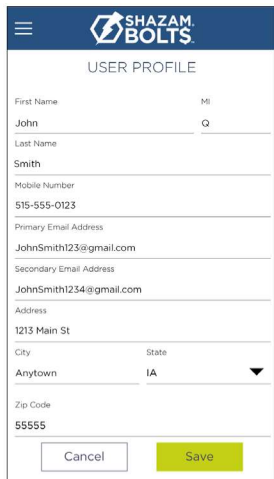 SHAZAM
BOLT$
USER PROFILE
First Name MI
John Q
Last Name
Smith
Mobile Number
515-555-0123
Primary Email Address
JohnSmith123@gmail.com
Secondary Email Address
JohnSmith1234@gmail.com
Address
1213 Main St
City State
Anytown IA
Zip Code
55555
Cancel Save